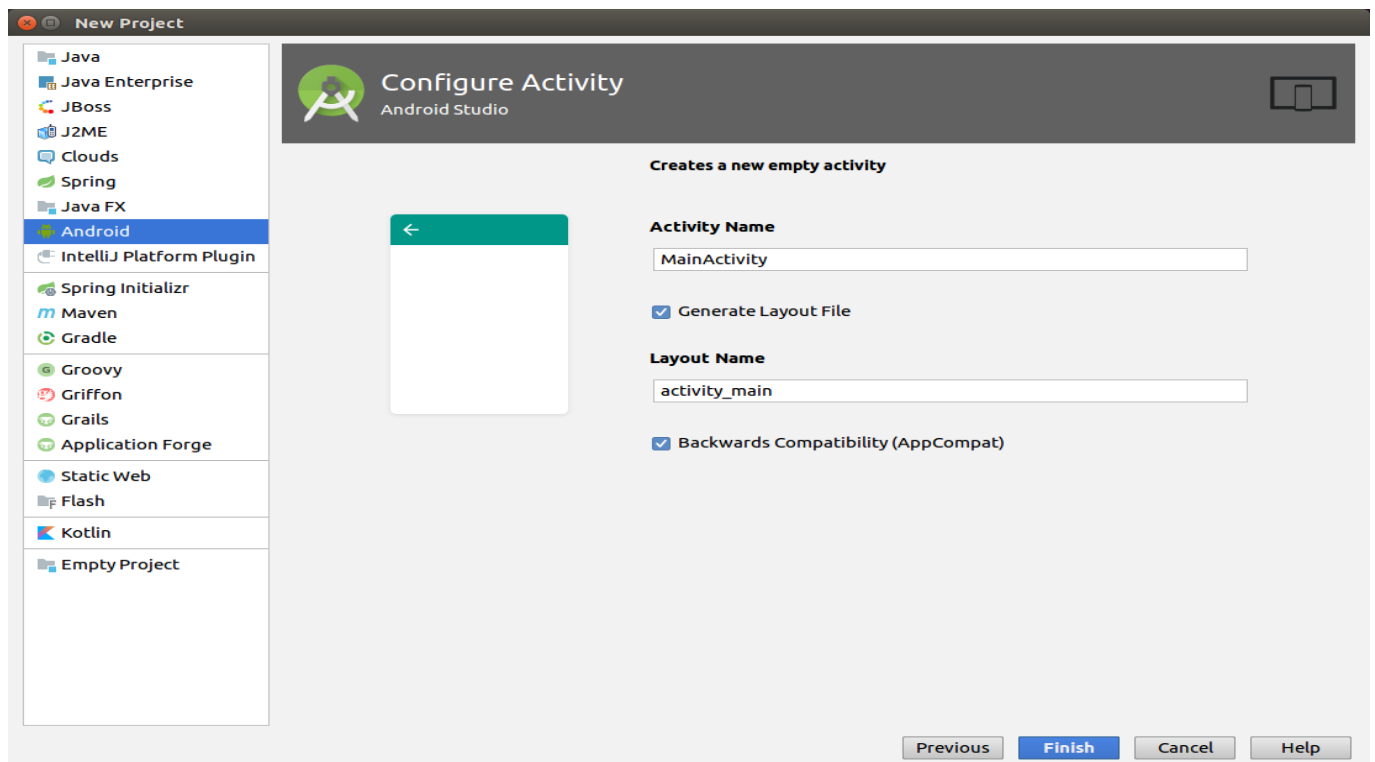 New Project
Java
Java Enterprise
JBoss
J2ME
Clouds
Spring
Java FX
Android
IntelliJ Platform Plugin
Spring Initializr
Maven
Gradle
Groovy
Griffon
Grails
Application Forge
Static Web
Flash
Kotlin
Empty Project
Configure Activity
Android Studio
Creates a new empty activity
Activity Name
MainActivity
Generate Layout File
Layout Name
activity_main
Backwards Compatibility (AppCompat)
Previous Finish Cancel Help